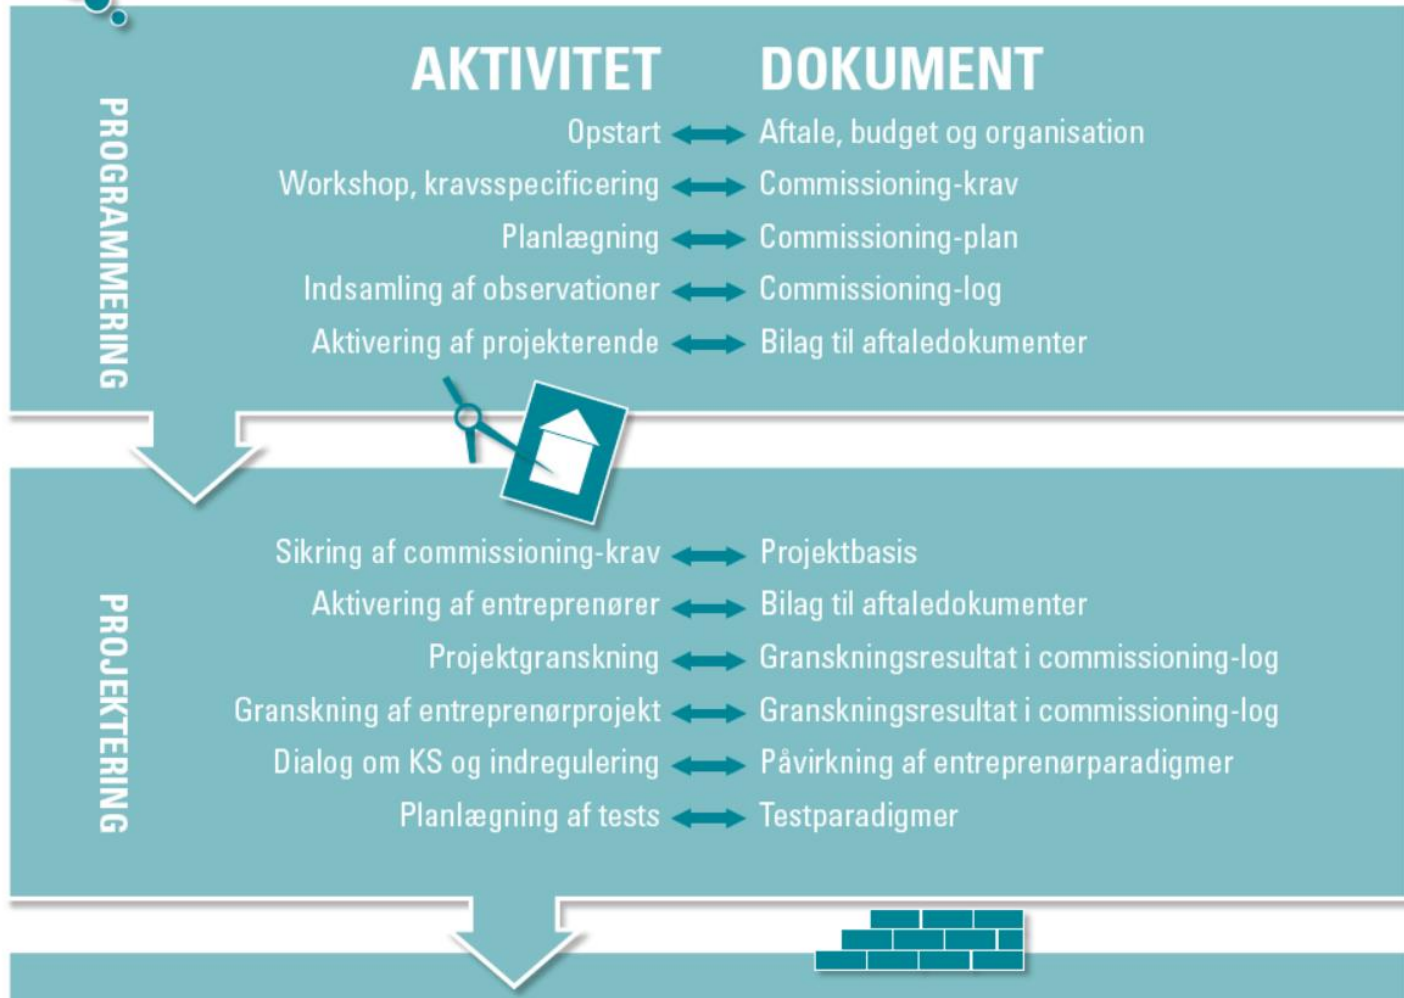 AKTIVITET DOKUMENT
PROGRAMMERING
Opstart Aftale, budget og organisation
Workshop, kravsspecificering Commissioning-krav
Planlægning Commissioning-plan
Indsamling af observationer Commissioning-log
Aktivering af projekterende Bilag til aftaledokumenter
PROJEKTERING
Sikring af commissioning-krav Projektbasis
Aktivering af entreprenører Bilag til aftaledokumenter
Projektgranskning Granskningsresultat i commissioning-log
Granskning af entreprenørprojekt Granskningsresultat i commissioning-log
Dialog om KS og indregulering Påvirkning af entreprenørparadigmer
Planlægning af tests Testparadigmer